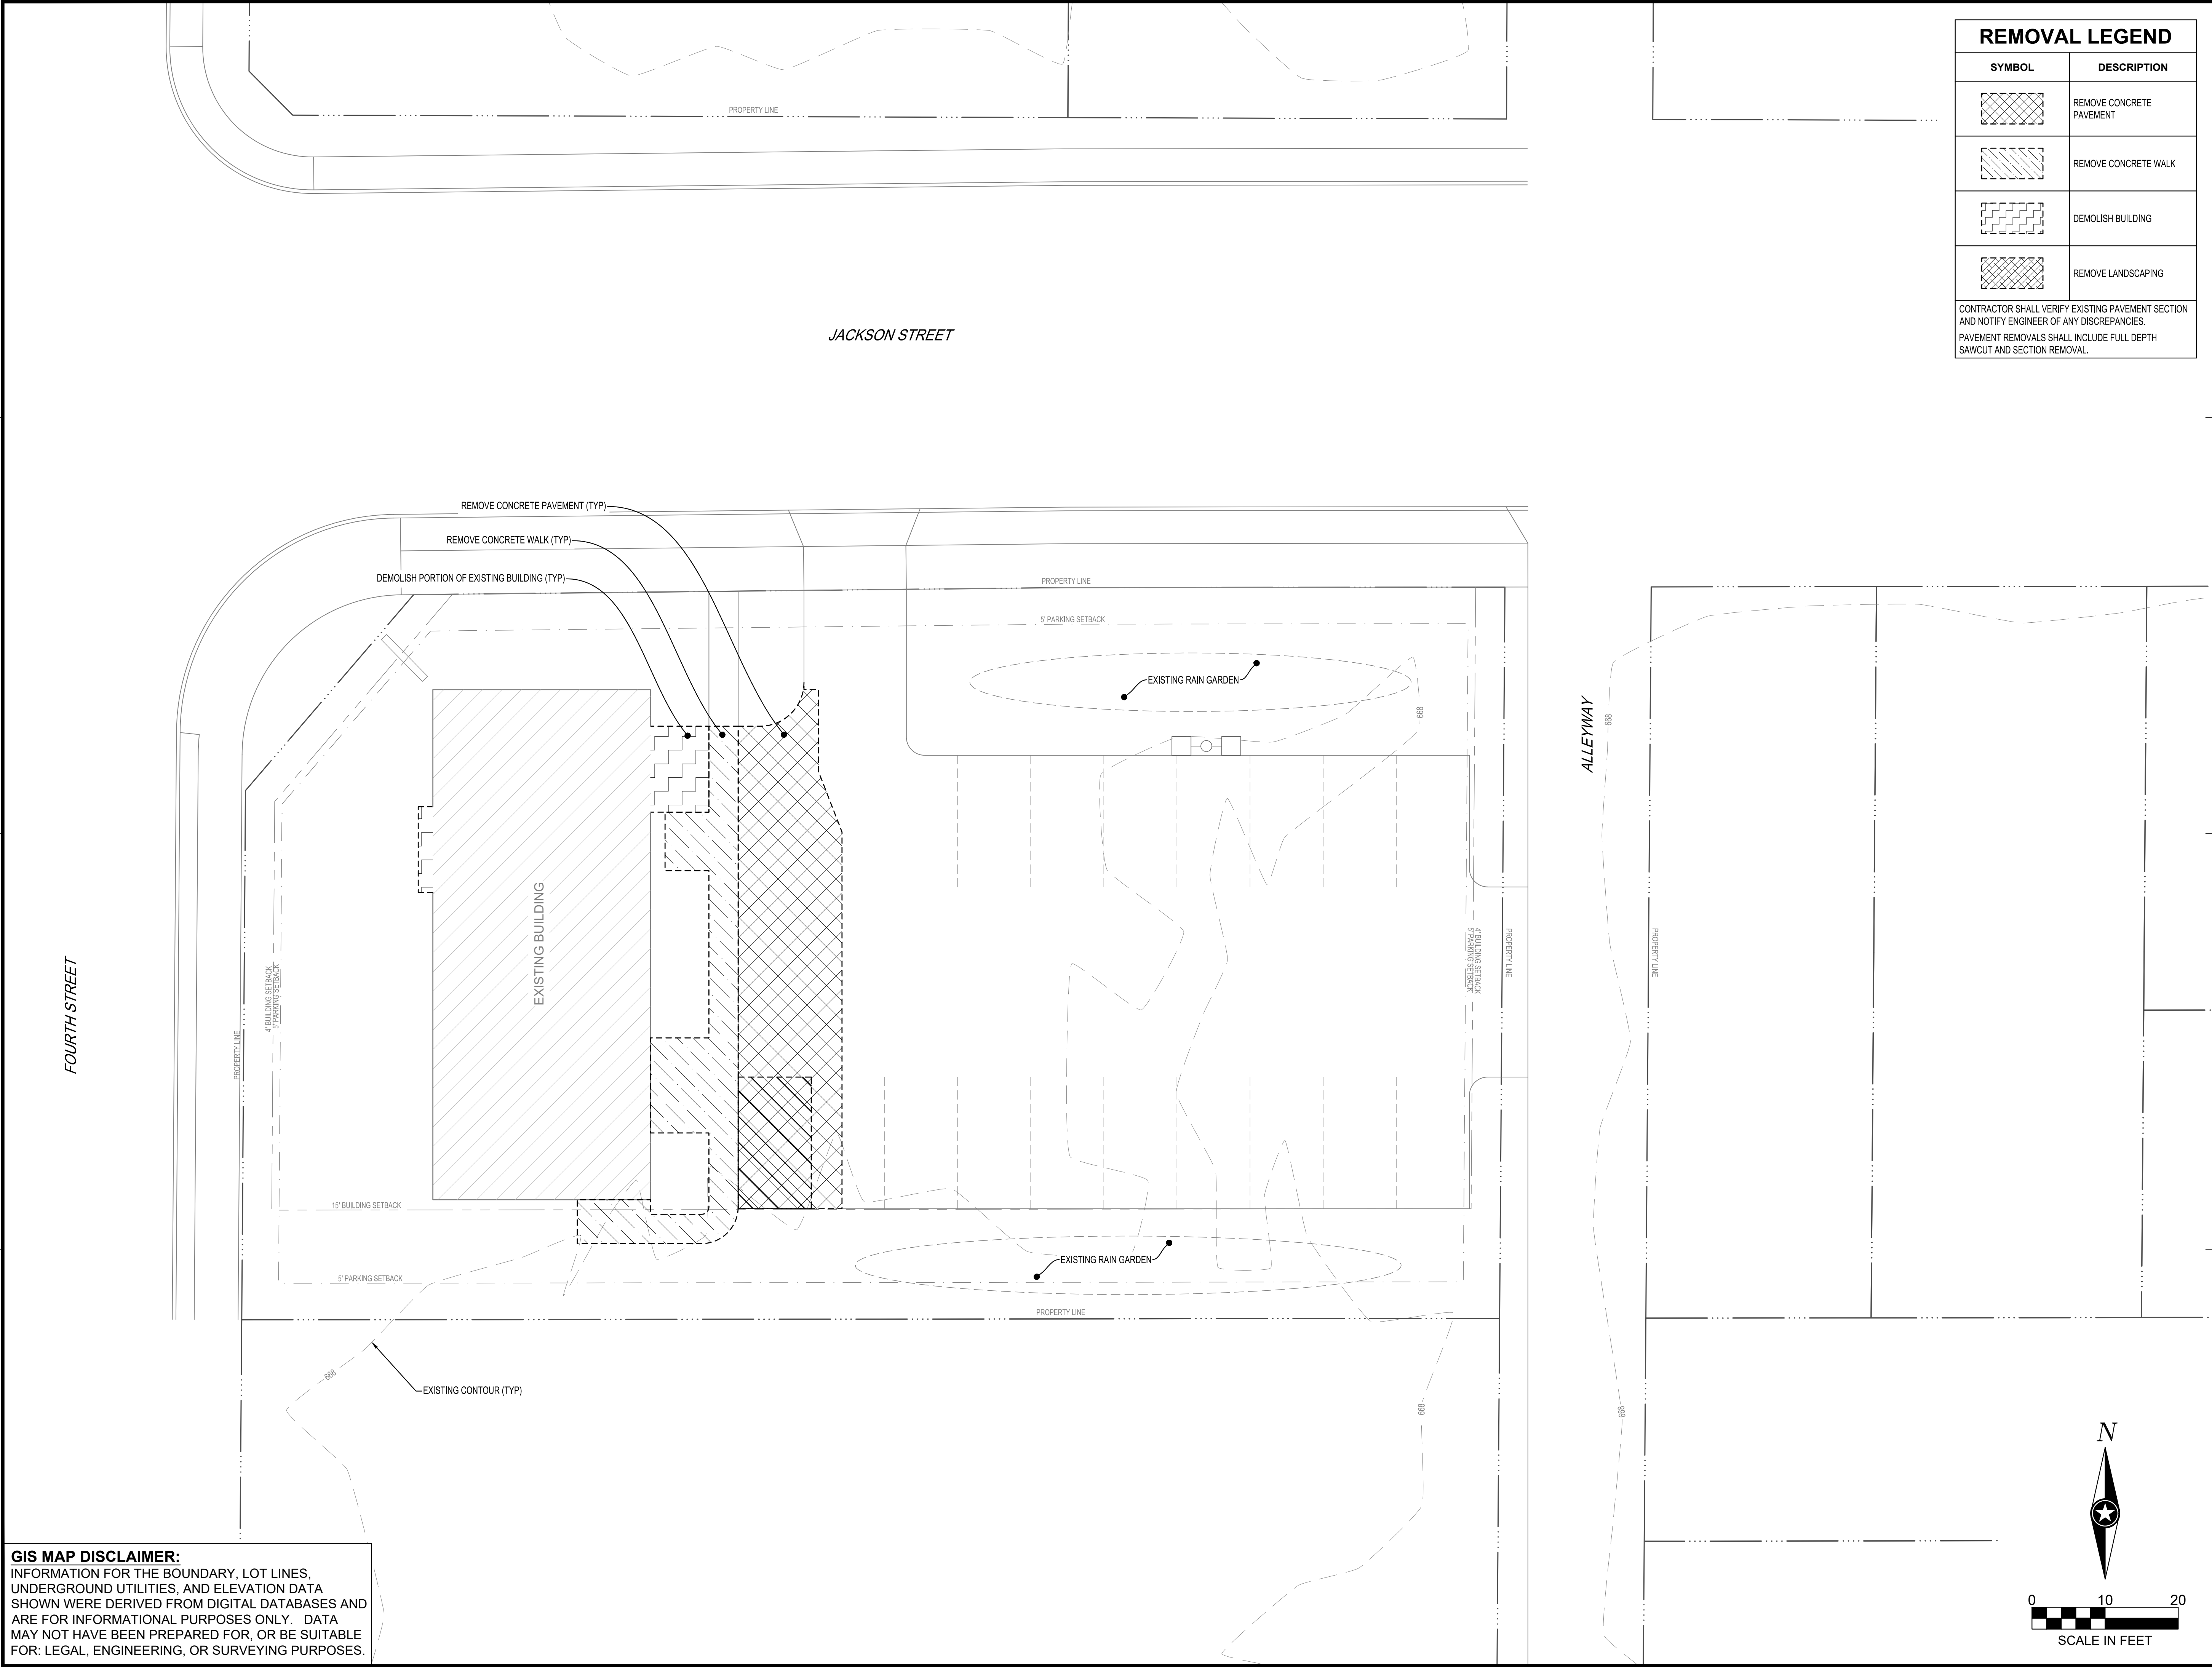 REMOVAL LEGEND
SYMBOL
DESCRIPTION
REMOVE CONCRETE
PAVEMENT
REMOVE CONCRETE WALK
DEMOLISH BUILDING
REMOVE LANDSCAPING
CONTRACTOR SHALL VERIFY EXISTING PAVEMENT SECTION
AND NOTIFY ENGINEER OF ANY DISCREPANCIES.
PAVEMENT REMOVALS SHALL INCLUDE FULL DEPTH
SAWCUT AND SECTION REMOVAL.
PROPERTY LINE
JACKSON STREET
REMOVE CONCRETE PAVEMENT (TYP)
REMOVE CONCRETE WALK (TYP)
DEMOLISH PORTION OF EXISTING BUILDING (TYP)
PROPERTY LINE
5' PARKING SETBACK
EXISTING RAIN GARDEN
668
668
ALLEYWAY
EXISTING BUILDING
FOURTH STREET
PROPERTY LINE
4' BUILDING SETBACK
5' PARKING SETBACK
4' BUILDING SETBACK
5' PARKING SETBACK
PROPERTY LINE
PROPERTY LINE
15' BUILDING SETBACK
5' PARKING SETBACK
EXISTING RAIN GARDEN
PROPERTY LINE
668
EXISTING CONTOUR (TYP)
668
668
N
0 10 20
SCALE IN FEET
GIS MAP DISCLAIMER:
INFORMATION FOR THE BOUNDARY, LOT LINES,
UNDERGROUND UTILITIES, AND ELEVATION DATA
SHOWN WERE DERIVED FROM DIGITAL DATABASES AND
ARE FOR INFORMATIONAL PURPOSES ONLY. DATA
MAY NOT HAVE BEEN PREPARED FOR, OR BE SUITABLE
FOR: LEGAL, ENGINEERING, OR SURVEYING PURPOSES.